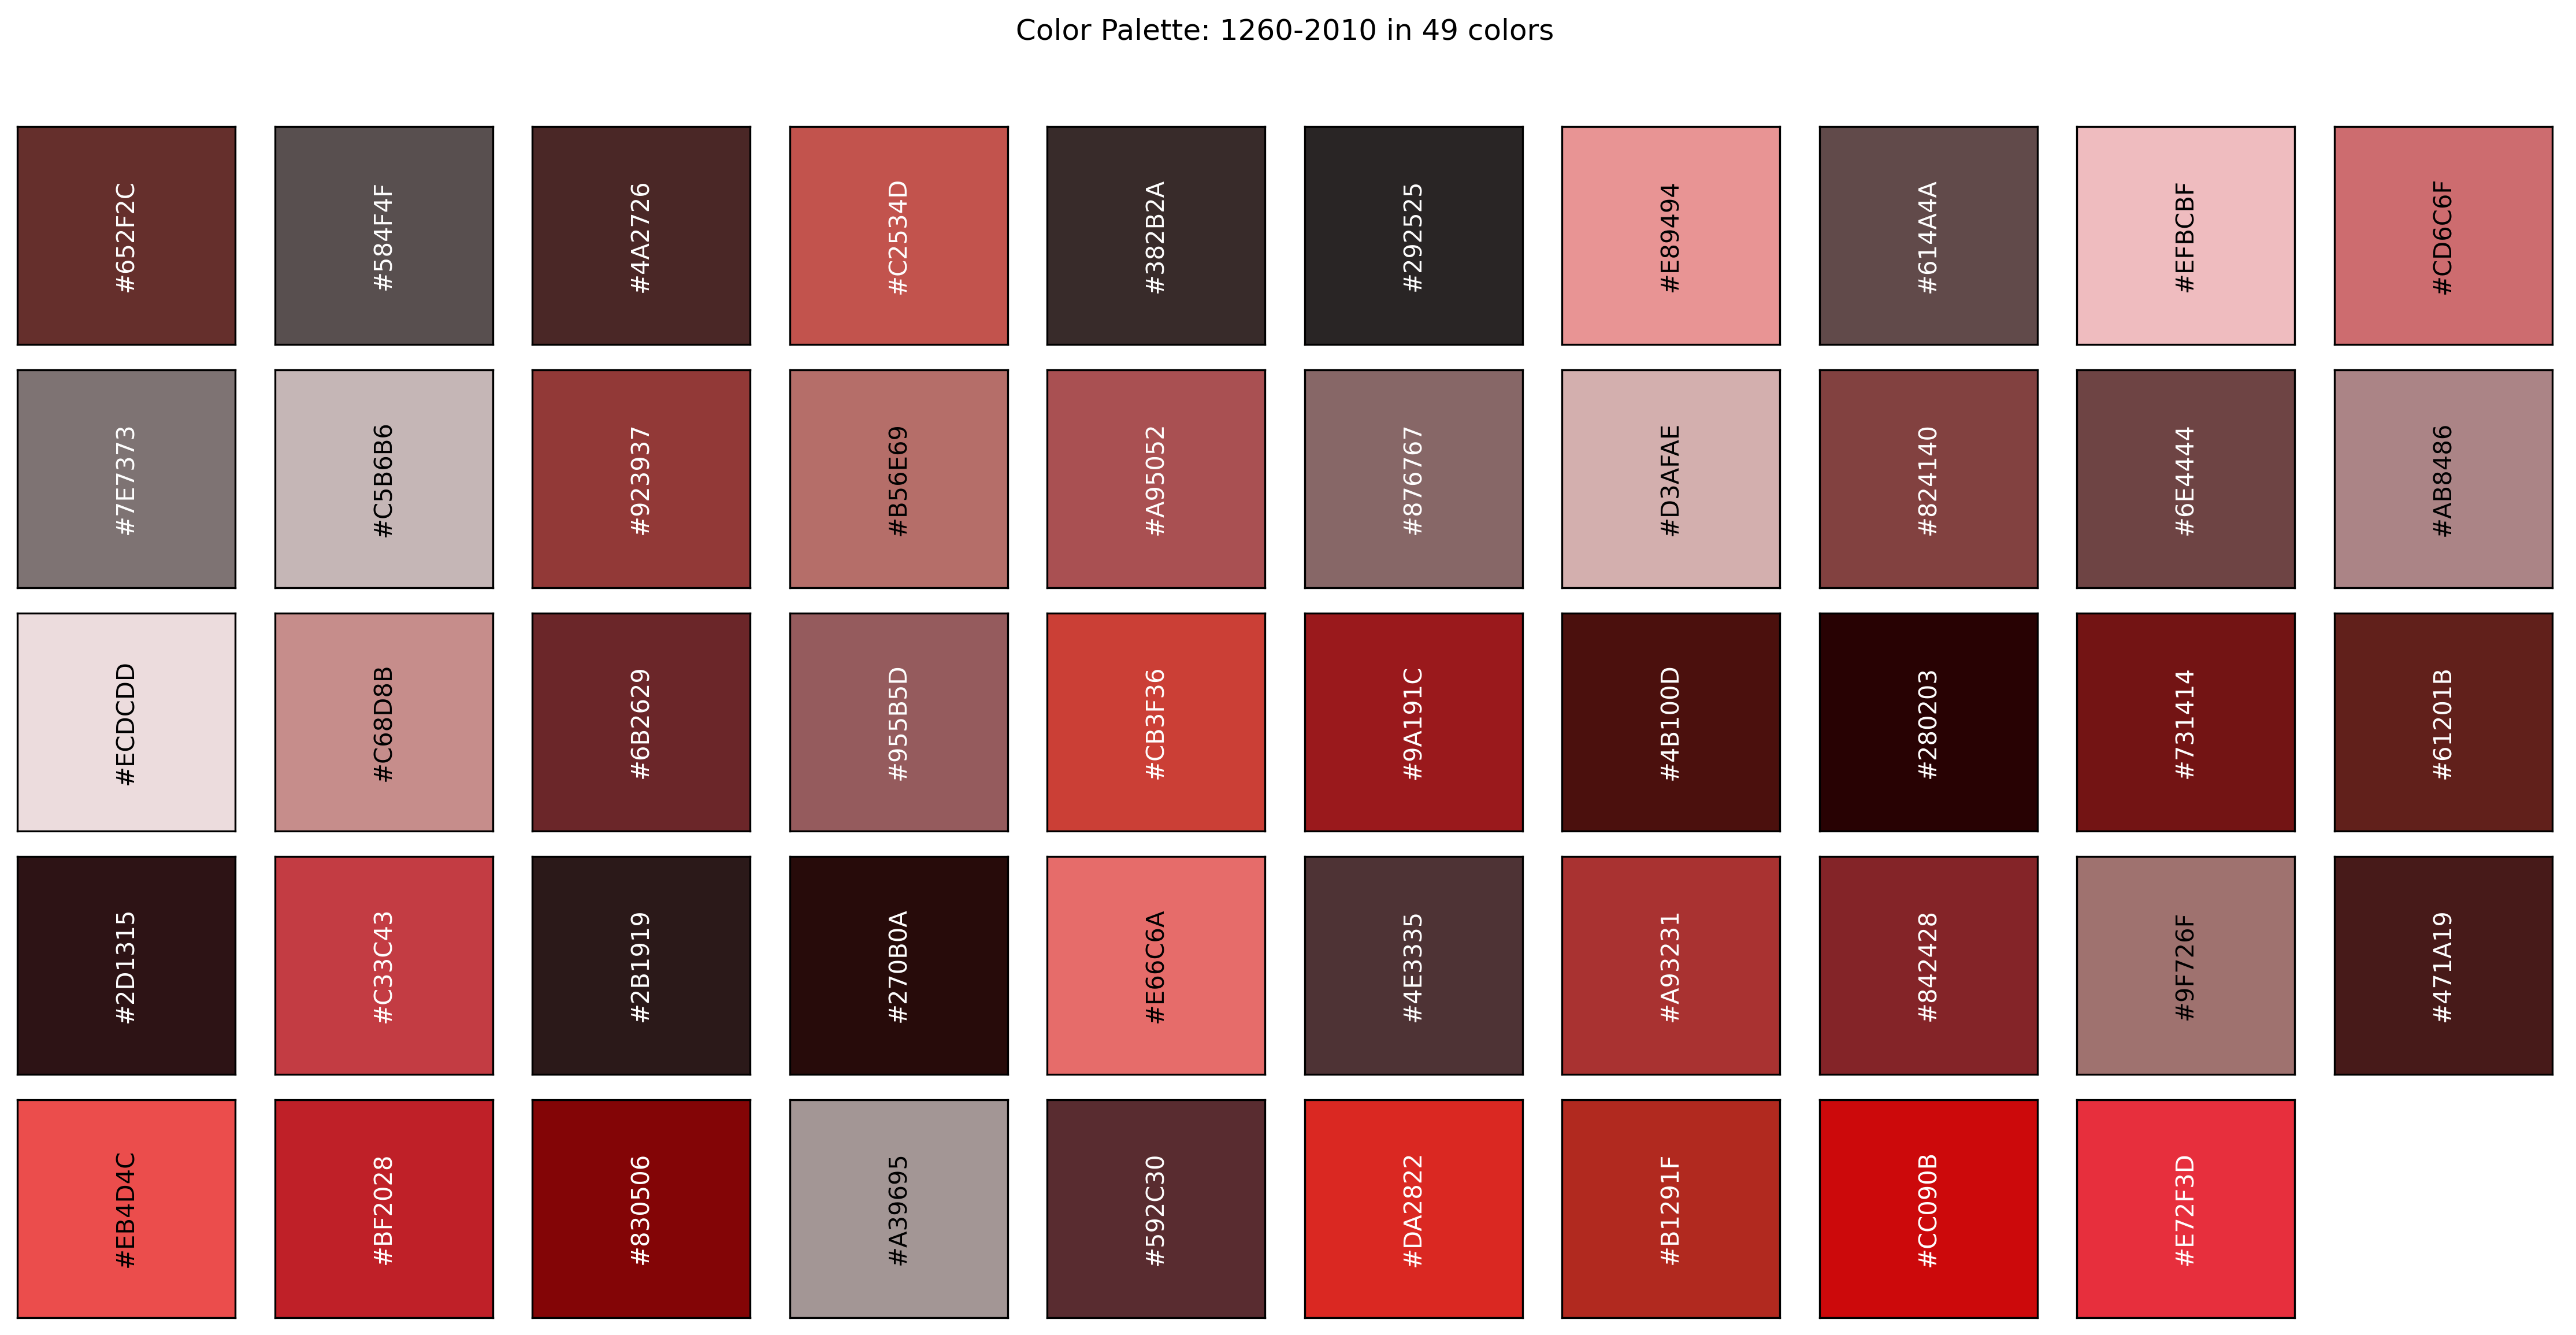 Color Palette: 1260-2010 in 49 colors
#652F2C
#584F4F
#4A2726
#C2534D
#382B2A
#292525
#E89494
#614A4A
#EFBCBF
#CD6C6F
#7E7373
#C5B6B6
#923937
#B56E69
#A95052
#876767
#D3AFAE
#824140
#6E4444
#AB8486
#ECDCDD
#C68D8B
#6B2629
#955B5D
#CB3F36
#9A191C
#4B100D
#280203
#731414
#61201B
#2D1315
#C33C43
#2B1919
#270B0A
#E66C6A
#4E3335
#A93231
#842428
#9F726F
#471A19
#EB4D4C
#BF2028
#830506
#A39695
#592C30
#DA2822
#B1291F
#CC090B
#E72F3D